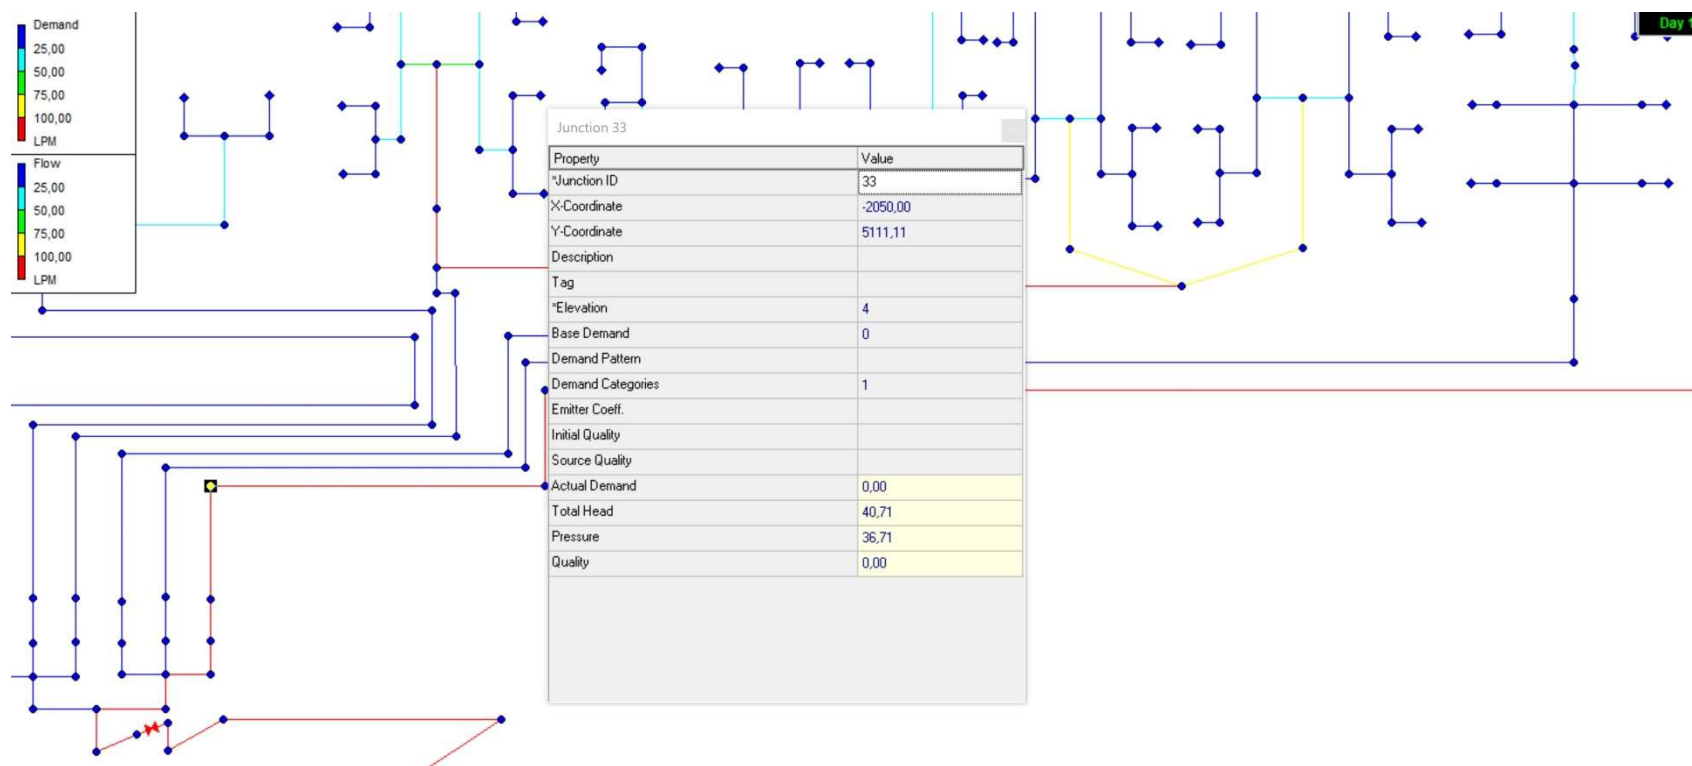 Demand
25,00
50,00
75,00
100,00
LPM
Flow
25,00
50,00
75,00
100,00
LPM
Day 1
Junction 33
Property Value
*Junction ID 33
X-Coordinate -2050,00
Y-Coordinate 5111,11
Description
Tag
*Elevation 4
Base Demand 0
Demand Pattern
Demand Categories 1
Emitter Coeff.
Initial Quality
Source Quality
Actual Demand 0,00
Total Head 40,71
Pressure 36,71
Quality 0,00